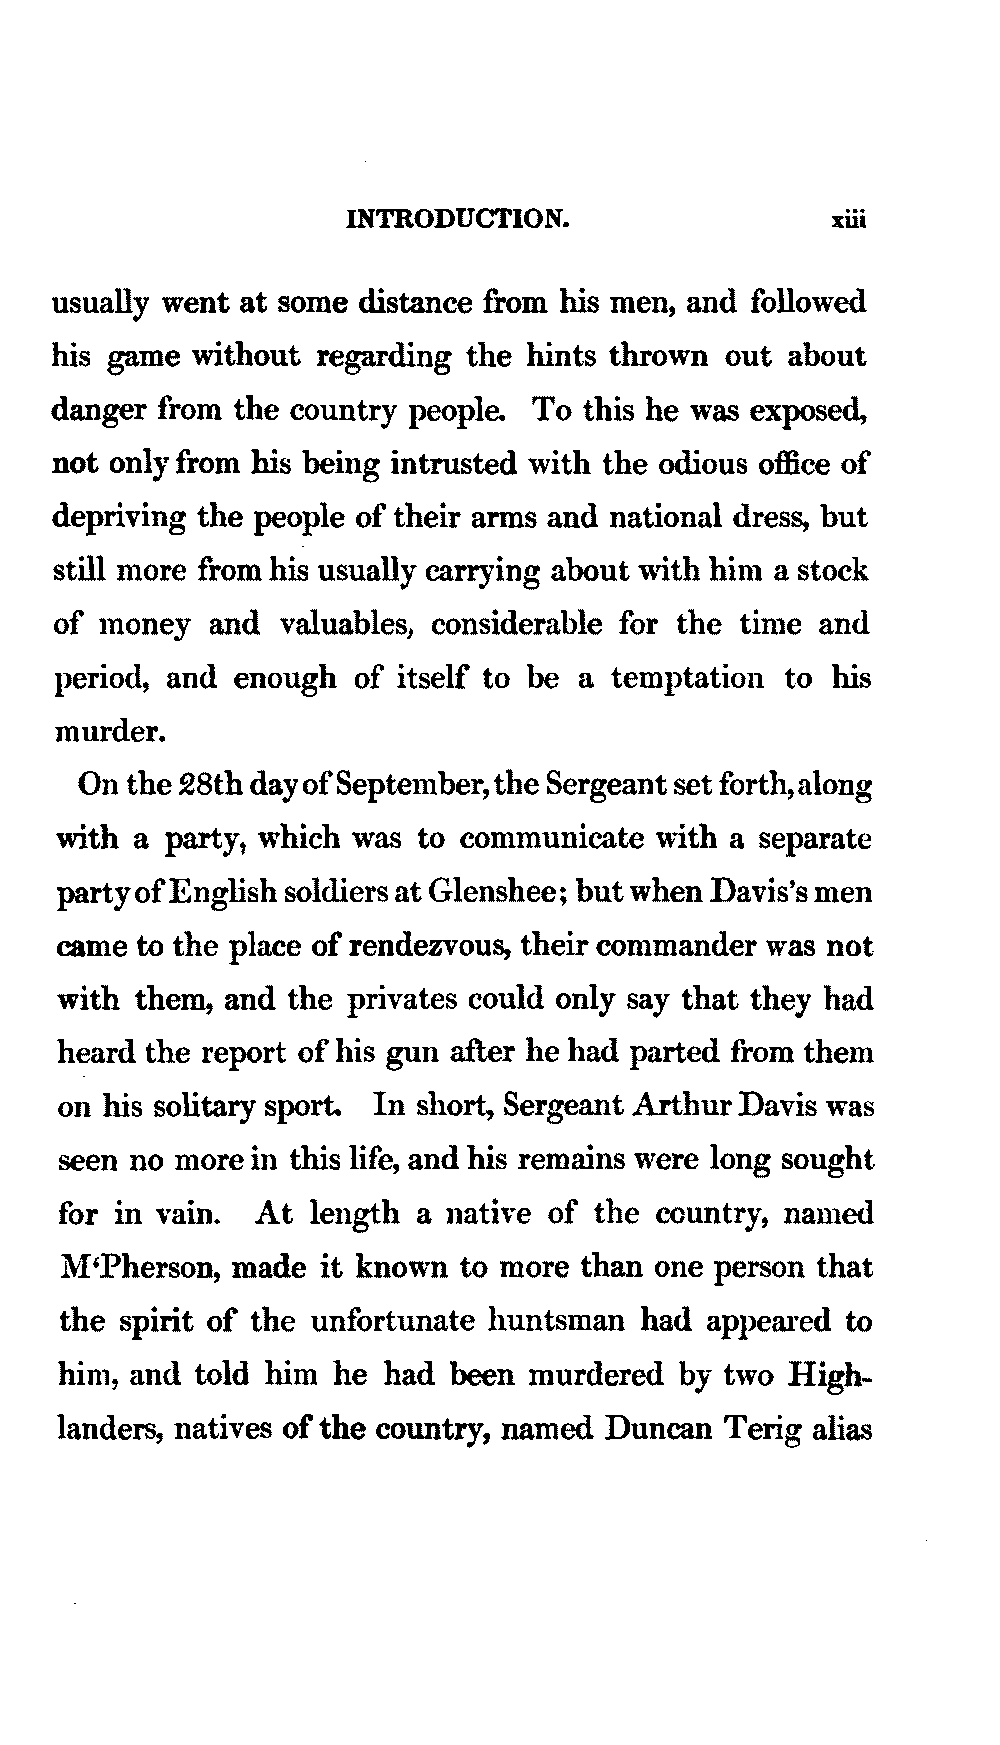 INTRODUCTION. xiii
usually went at some distance from his men, and followed
his game without regarding the hints thrown out about
danger from the country people. To this he was exposed,
not only from his being intrusted with the odious office of
depriving the people of their arms and national dress, but
still more from his usually carrying about with him a stock
of money and valuables, considerable for the time and
period, and enough of itself to be a temptation to his
murder.
On the 28th day of September, the Sergeant set forth, along
with a party, which was to communicate with a separate
party of English soldiers at Glenshee; but when Davis's men
came to the place of rendezvous, their commander was not
with them, and the privates could only say that they had
heard the report of his gun after he had parted from them
on his solitary sport. In short, Sergeant Arthur Davis was
seen no more in this life, and his remains were long sought
for in vain. At length a native of the country, named
M‘Pherson, made it known to more than one person that
the spirit of the unfortunate huntsman had appeared to
him, and told him he had been murdered by two High-
landers, natives of the country, named Duncan Terig alias